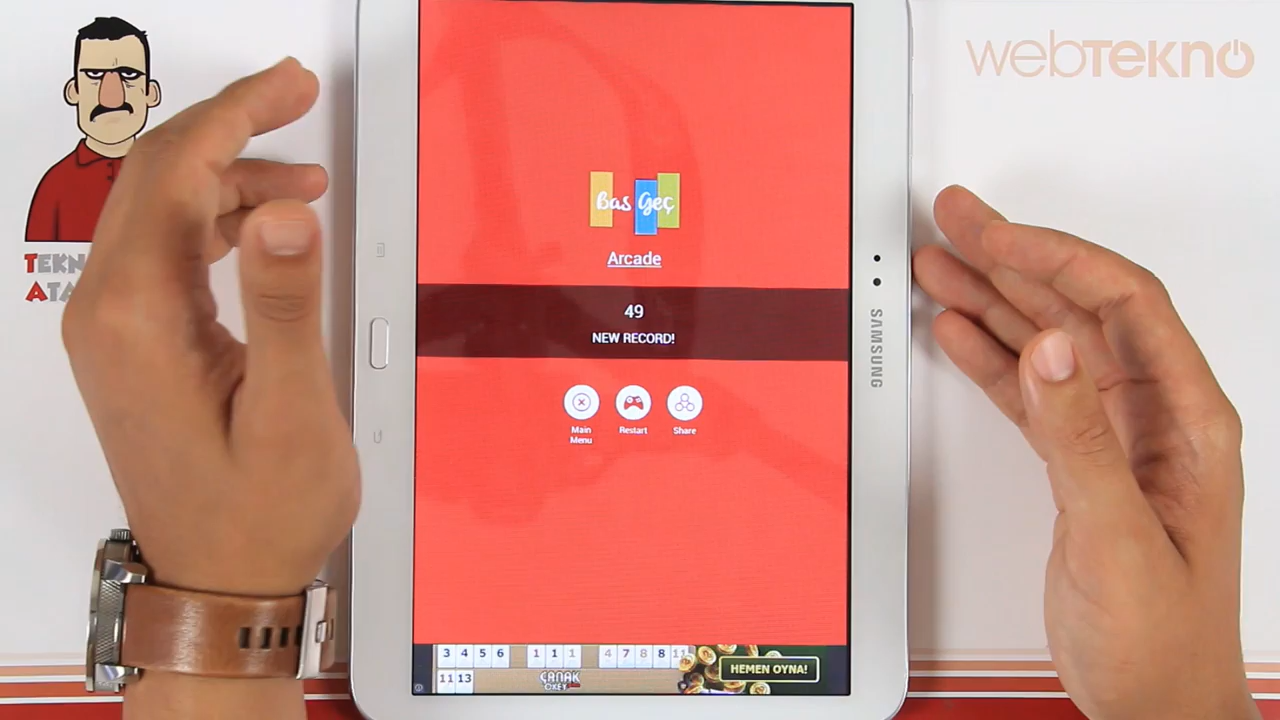 webTEKNO
TEKN
ATA
Bas Geç
Arcade
49
NEW RECORD!
Main
Menu
Restart
Share
SAMSUNG
3 4 5 6 1 1 1 4 7 8 8 11
11 13
ÇANAK
OKEY
HEMEN OYNA!